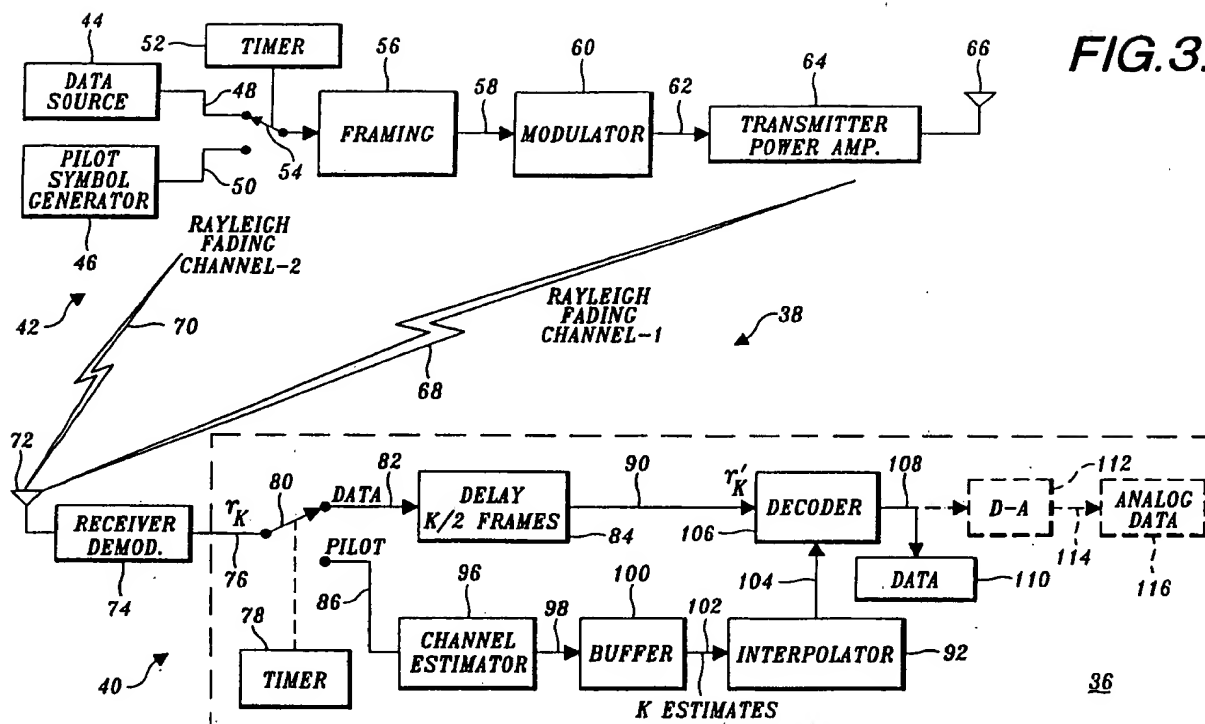 FIG.3.
44
52
TIMER
56
60
64
66
DATA
SOURCE
48
54
FRAMING
58
MODULATOR
62
TRANSMITTER
POWER AMP.
PILOT
SYMBOL
GENERATOR
50
46
RAYLEIGH
FADING
CHANNEL-2
42
70
RAYLEIGH
FADING
CHANNEL-1
38
68
72
80
82
90
108
112
RECEIVER
DEMOD.
74
rK
76
DATA
DELAY
K/2 FRAMES
84
r'K
DECODER
106
D-A
114
ANALOG
DATA
116
PILOT
86
96
100
102
104
DATA
110
78
TIMER
CHANNEL
ESTIMATOR
98
BUFFER
INTERPOLATOR
92
40
K ESTIMATES
36